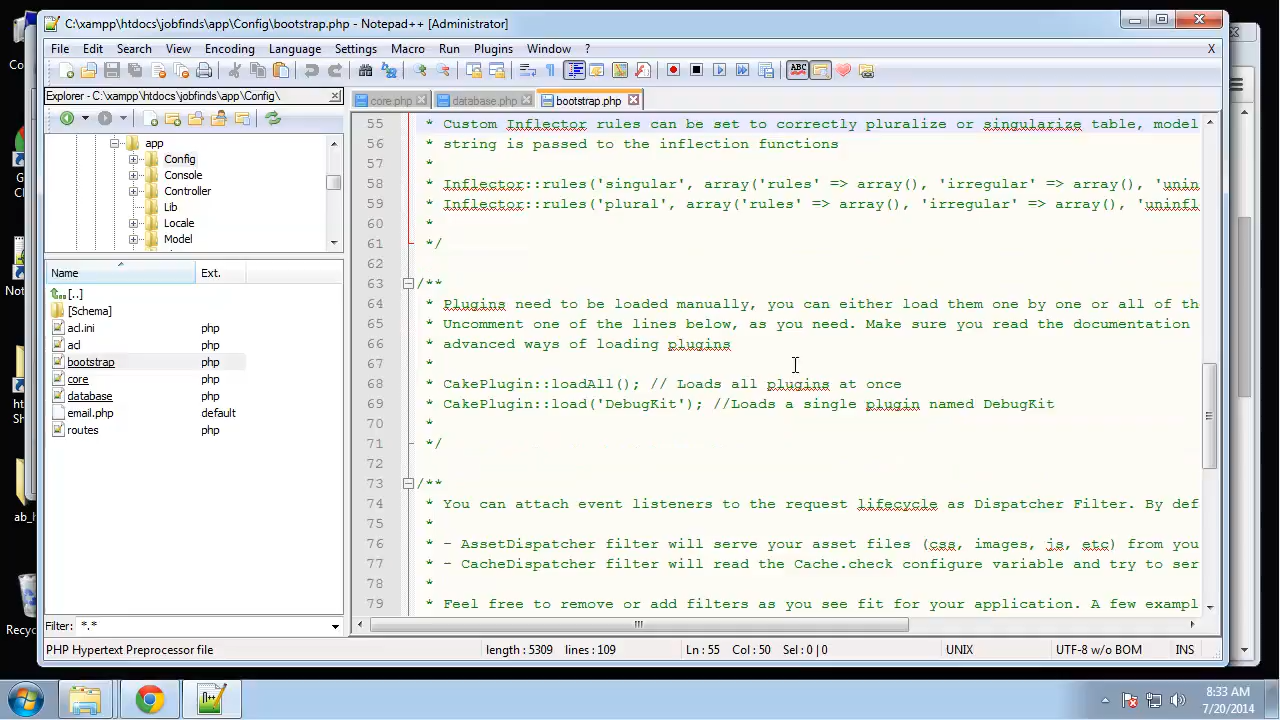 C:\xampp\htdocs\jobfinds\app\Config\bootstrap.php - Notepad++ [Administrator]
File Edit Search View Encoding Language Settings Macro Run Plugins Window ? X
Explorer - C:\xampp\htdocs\jobfinds\app\Config\
core.php database.php bootstrap.php
app
Config
Console
Controller
Lib
Locale
Model
Name Ext.
[..]
[Schema]
acl.ini php
acl php
bootstrap php
core php
database php
email.php default
routes php
Filter: *.*
55 * Custom Inflector rules can be set to correctly pluralize or singularize table, model
56 * string is passed to the inflection functions
57 *
58 * Inflector::rules('singular', array('rules' => array(), 'irregular' => array(), 'unin
59 * Inflector::rules('plural', array('rules' => array(), 'irregular' => array(), 'uninfl
60 *
61 */
62
63 /**
64 * Plugins need to be loaded manually, you can either load them one by one or all of th
65 * Uncomment one of the lines below, as you need. Make sure you read the documentation
66 * advanced ways of loading plugins
67 *
68 * CakePlugin::loadAll(); // Loads all plugins at once
69 * CakePlugin::load('DebugKit'); //Loads a single plugin named DebugKit
70 *
71 */
72
73 /**
74 * You can attach event listeners to the request lifecycle as Dispatcher Filter. By def
75 *
76 * - AssetDispatcher filter will serve your asset files (css, images, js, etc) from you
77 * - CacheDispatcher filter will read the Cache.check configure variable and try to ser
78 *
79 * Feel free to remove or add filters as you see fit for your application. A few exampl
PHP Hypertext Preprocessor file length : 5309 lines : 109 Ln : 55 Col : 50 Sel : 0 | 0 UNIX UTF-8 w/o BOM INS
8:33 AM
7/20/2014